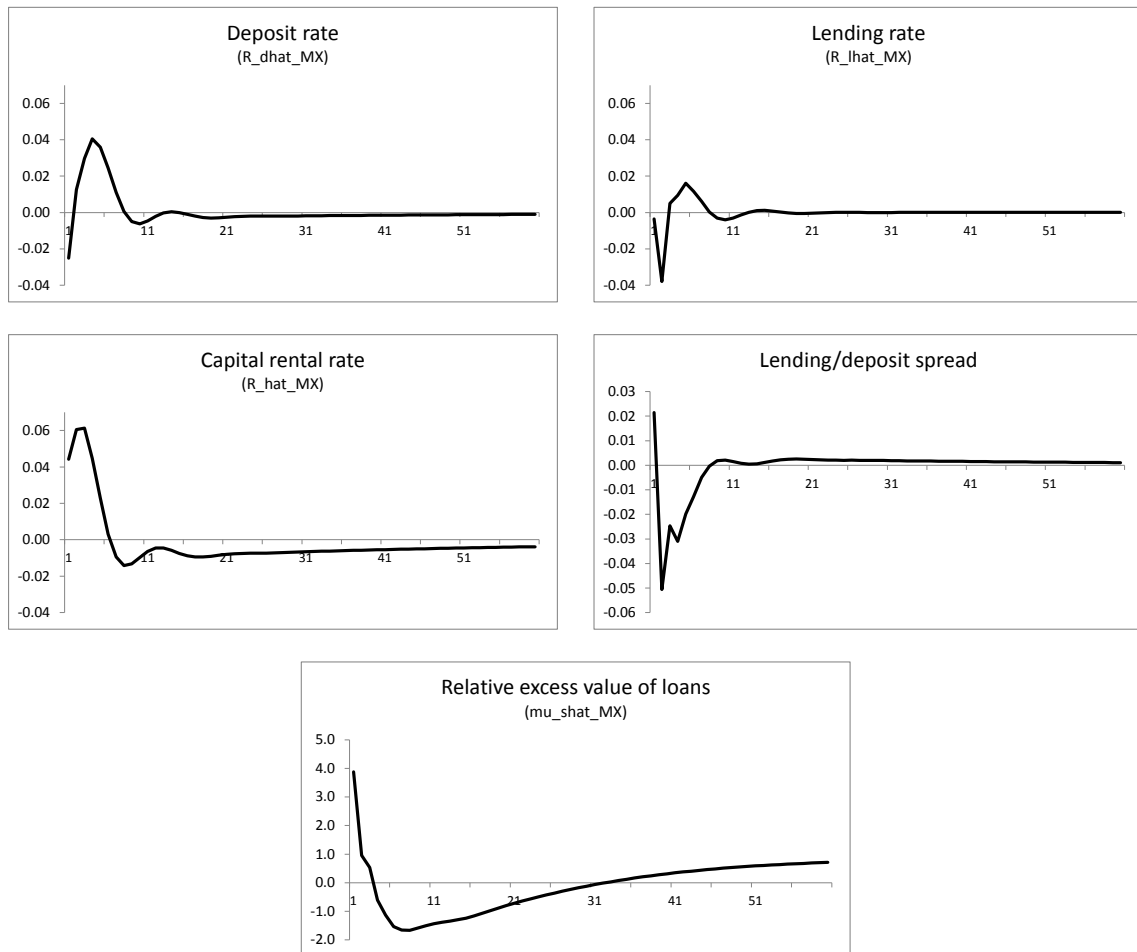 Deposit rate
(R_dhat_MX)
0.06
0.04
0.02
0.00
-0.02
-0.04
1 11 21 31 41 51
Lending rate
(R_lhat_MX)
0.06
0.04
0.02
0.00
-0.02
-0.04
1 11 21 31 41 51
Capital rental rate
(R_hat_MX)
0.06
0.04
0.02
0.00
-0.02
-0.04
1 11 21 31 41 51
Lending/deposit spread
0.03
0.02
0.01
0.00
-0.01
-0.02
-0.03
-0.04
-0.05
-0.06
1 11 21 31 41 51
Relative excess value of loans
(mu_shat_MX)
5.0
4.0
3.0
2.0
1.0
0.0
-1.0
-2.0
1 11 21 31 41 51